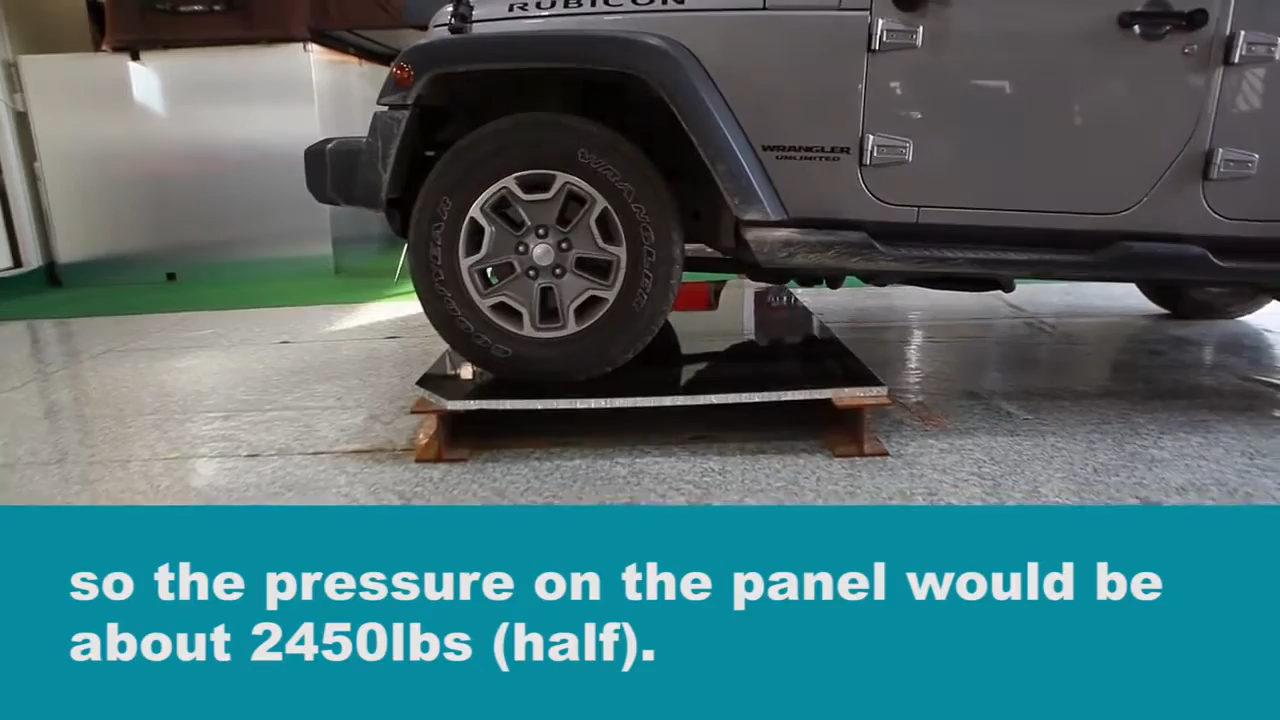 RUBICON
WRANGLER
UNLIMITED
WRANGLER
GOODYEAR
so the pressure on the panel would be
about 2450lbs (half).